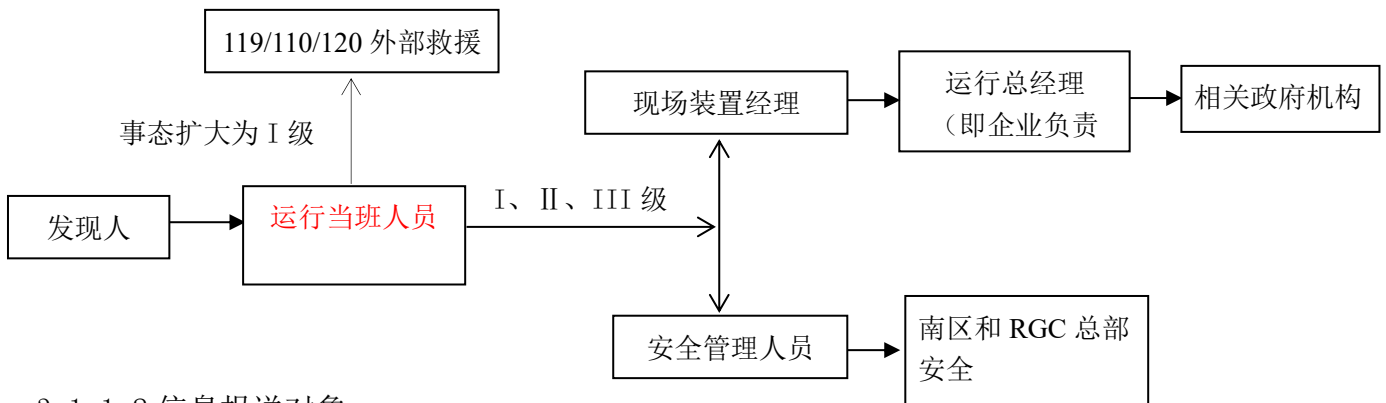 119/110/120 外部救援
现场装置经理
运行总经理
（即企业负责
相关政府机构
事态扩大为 I 级
发现人
运行当班人员
I、Ⅱ、III 级
安全管理人员
南区和 RGC 总部
安全